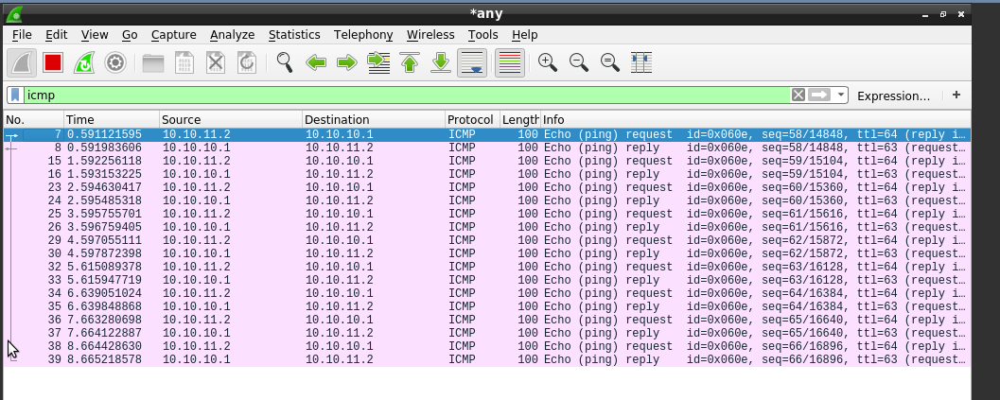 *any
File Edit View Go Capture Analyze Statistics Telephony Wireless Tools Help
icmp Expression… +
No. Time Source Destination Protocol Length Info
7 0.591121595 10.10.11.2 10.10.10.1 ICMP 100 Echo (ping) request id=0x060e, seq=58/14848, ttl=64 (reply i…
8 0.591983606 10.10.10.1 10.10.11.2 ICMP 100 Echo (ping) reply id=0x060e, seq=58/14848, ttl=63 (request…
15 1.592256118 10.10.11.2 10.10.10.1 ICMP 100 Echo (ping) request id=0x060e, seq=59/15104, ttl=64 (reply i…
16 1.593153225 10.10.10.1 10.10.11.2 ICMP 100 Echo (ping) reply id=0x060e, seq=59/15104, ttl=63 (request…
23 2.594630417 10.10.11.2 10.10.10.1 ICMP 100 Echo (ping) request id=0x060e, seq=60/15360, ttl=64 (reply i…
24 2.595485318 10.10.10.1 10.10.11.2 ICMP 100 Echo (ping) reply id=0x060e, seq=60/15360, ttl=63 (request…
25 3.595755701 10.10.11.2 10.10.10.1 ICMP 100 Echo (ping) request id=0x060e, seq=61/15616, ttl=64 (reply i…
26 3.596759405 10.10.10.1 10.10.11.2 ICMP 100 Echo (ping) reply id=0x060e, seq=61/15616, ttl=63 (request…
29 4.597055111 10.10.11.2 10.10.10.1 ICMP 100 Echo (ping) request id=0x060e, seq=62/15872, ttl=64 (reply i…
30 4.597872398 10.10.10.1 10.10.11.2 ICMP 100 Echo (ping) reply id=0x060e, seq=62/15872, ttl=63 (request…
32 5.615089378 10.10.11.2 10.10.10.1 ICMP 100 Echo (ping) request id=0x060e, seq=63/16128, ttl=64 (reply i…
33 5.615947719 10.10.10.1 10.10.11.2 ICMP 100 Echo (ping) reply id=0x060e, seq=63/16128, ttl=63 (request…
34 6.639051024 10.10.11.2 10.10.10.1 ICMP 100 Echo (ping) request id=0x060e, seq=64/16384, ttl=64 (reply i…
35 6.639848868 10.10.10.1 10.10.11.2 ICMP 100 Echo (ping) reply id=0x060e, seq=64/16384, ttl=63 (request…
36 7.663280698 10.10.11.2 10.10.10.1 ICMP 100 Echo (ping) request id=0x060e, seq=65/16640, ttl=64 (reply i…
37 7.664122887 10.10.10.1 10.10.11.2 ICMP 100 Echo (ping) reply id=0x060e, seq=65/16640, ttl=63 (request…
38 8.664428630 10.10.11.2 10.10.10.1 ICMP 100 Echo (ping) request id=0x060e, seq=66/16896, ttl=64 (reply i…
39 8.665218578 10.10.10.1 10.10.11.2 ICMP 100 Echo (ping) reply id=0x060e, seq=66/16896, ttl=63 (request…